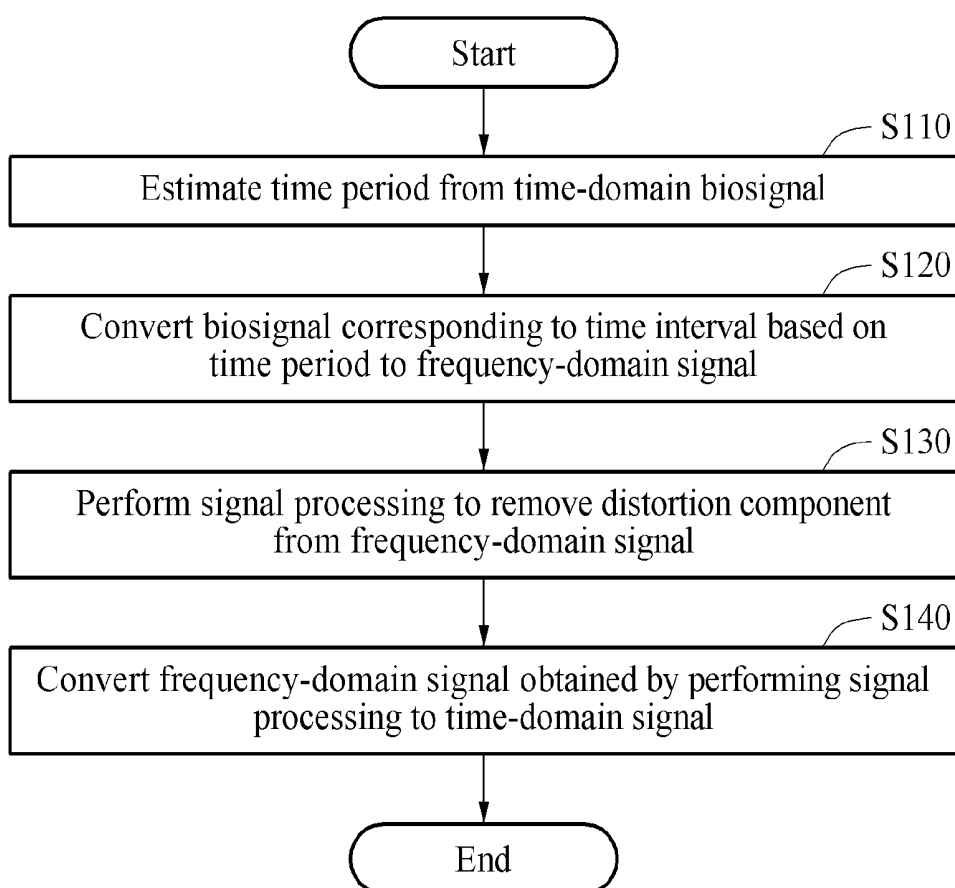 Start
S110
Estimate time period from time-domain biosignal
S120
Convert biosignal corresponding to time interval based on
time period to frequency-domain signal
S130
Perform signal processing to remove distortion component
from frequency-domain signal
S140
Convert frequency-domain signal obtained by performing signal
processing to time-domain signal
End